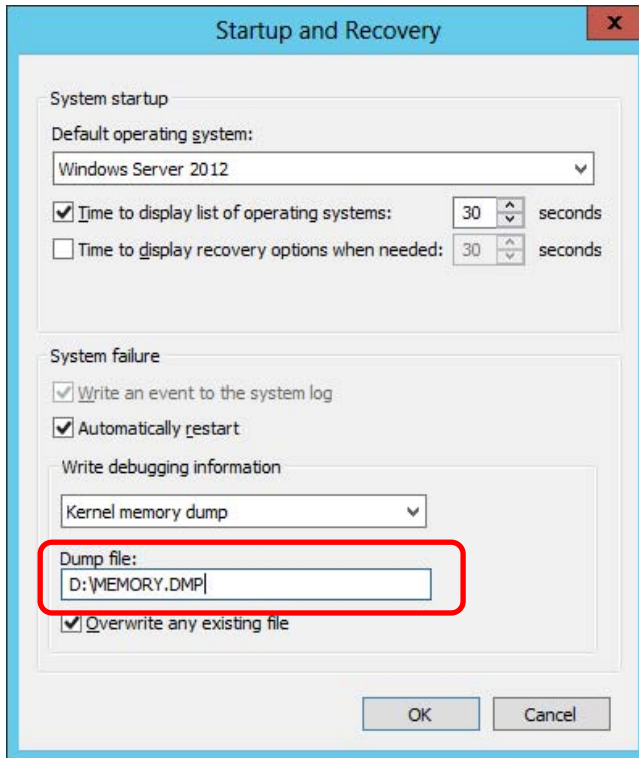 Startup and Recovery
x
System startup
Default operating system:
Windows Server 2012
Time to display list of operating systems: 30 seconds
Time to display recovery options when needed: 30 seconds
System failure
Write an event to the system log
Automatically restart
Write debugging information
Kernel memory dump
Dump file:
D:\MEMORY.DMP
Overwrite any existing file
OK Cancel